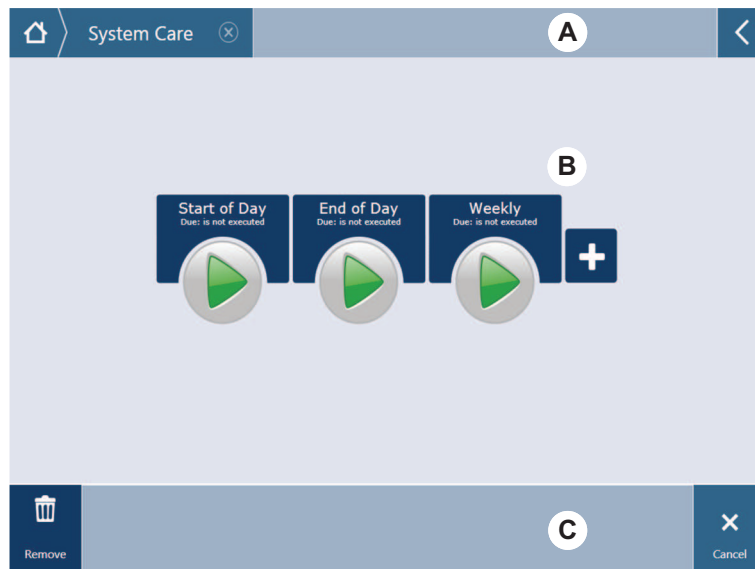 System Care
A
B
Start of Day
Due: is not executed
End of Day
Due: is not executed
Weekly
Due: is not executed
C
Remove
Cancel